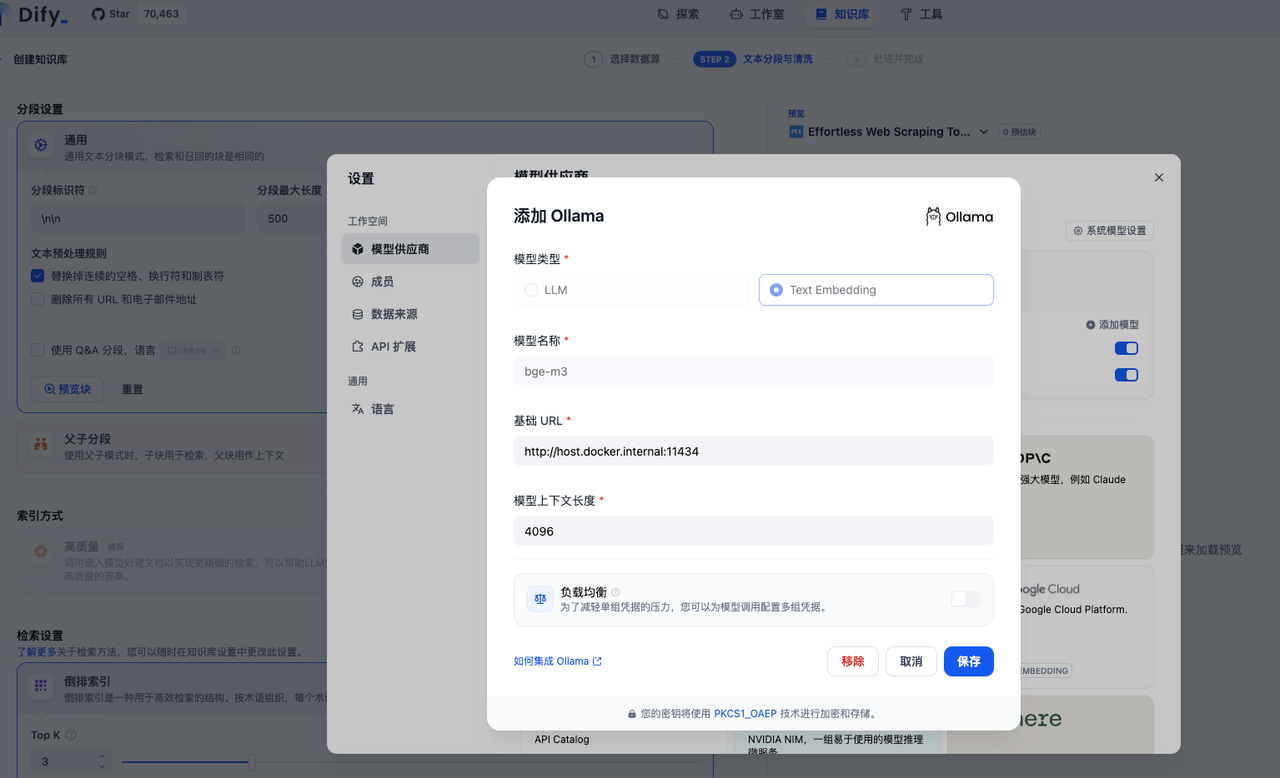 Dify_
Star 70,463
探索
工作室
知识库
工具
创建知识库
1 选择数据源
STEP 2 文本分段与清洗
3 处理并完成
分段设置
通用
通用文本分块模式，检索和召回的块是相同的
分段标识符
分段最大长度
\n\n
500
文本预处理规则
替换掉连续的空格、换行符和制表符
删除所有 URL 和电子邮件地址
使用 Q&A 分段，语言 Chinese
预览块
重置
父子分段
使用父子模式时，子块用于检索，父块用作上下文
索引方式
高质量 推荐
调用嵌入模型处理文档以实现更精确的检索，可以帮助LLM
高质量的答案。
检索设置
了解更多关于检索方法，您可以随时在知识库设置中更改此设置。
倒排索引
倒排索引是一种用于高效检索的结构。按术语组织，每个术
Top K
3
预览
Effortless Web Scraping To...
0 预估块
来加载预览
设置
工作空间
模型供应商
成员
数据来源
API 扩展
通用
语言
模型供应商
系统模型设置
添加模型
强大模型，例如 Claude
ogle Cloud
Google Cloud Platform.
EMBEDDING
here
API Catalog
NVIDIA NIM，一组易于使用的模型推理
微服务
添加 Ollama
Ollama
模型类型 *
LLM
Text Embedding
模型名称 *
bge-m3
基础 URL *
http://host.docker.internal:11434
模型上下文长度 *
4096
负载均衡
为了减轻单组凭据的压力，您可以为模型调用配置多组凭据。
如何集成 Ollama
移除
取消
保存
您的密钥将使用 PKCS1_OAEP 技术进行加密和存储。